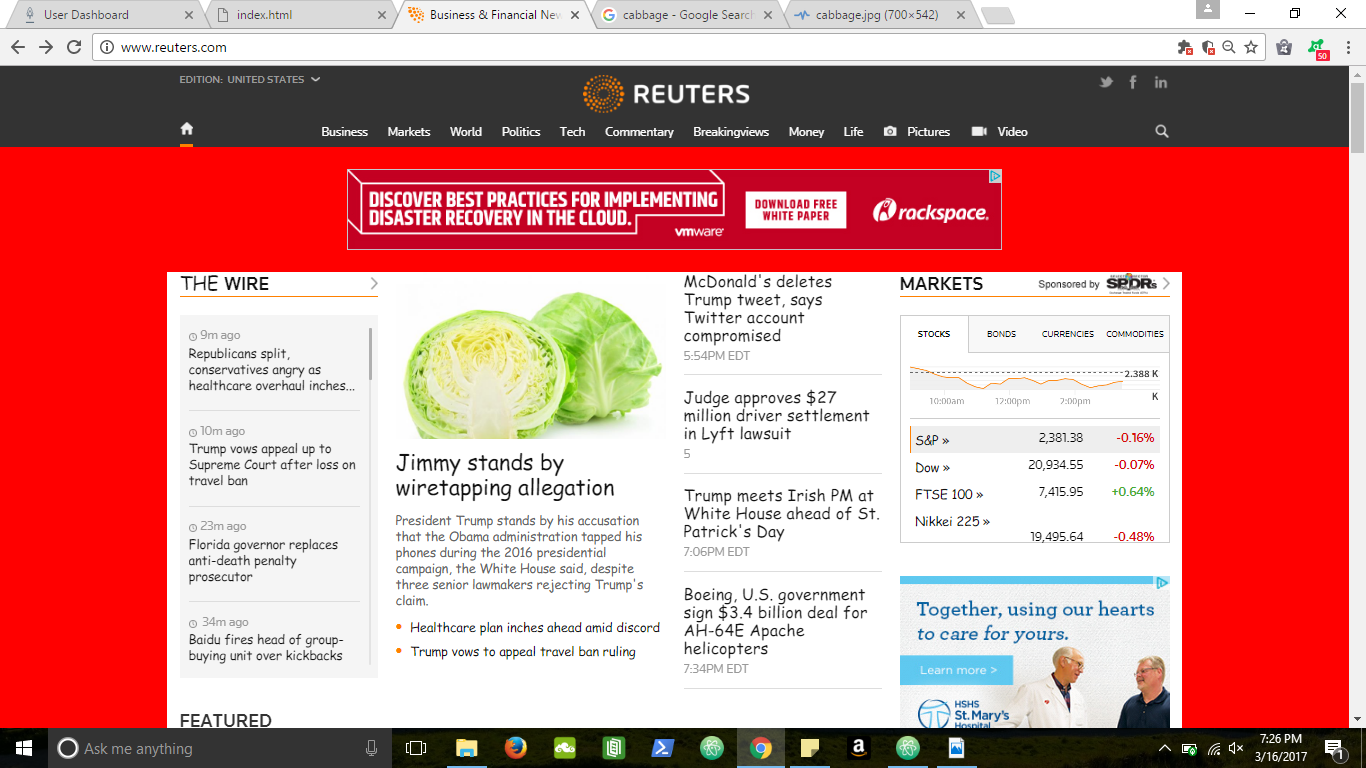 User Dashboard
index.html
Business & Financial New
cabbage - Google Searc
cabbage.jpg (700×542)
www.reuters.com
50
EDITION: UNITED STATES
REUTERS
Business Markets World Politics Tech Commentary Breakingviews Money Life Pictures Video
DISCOVER BEST PRACTICES FOR IMPLEMENTING
DISASTER RECOVERY IN THE CLOUD.
vmware
DOWNLOAD FREE
WHITE PAPER
rackspace.
THE WIRE
9m ago
Republicans split,
conservatives angry as
healthcare overhaul inches...
10m ago
Trump vows appeal up to
Supreme Court after loss on
travel ban
23m ago
Florida governor replaces
anti-death penalty
prosecutor
34m ago
Baidu fires head of group-
buying unit over kickbacks
FEATURED
Jimmy stands by
wiretapping allegation
President Trump stands by his accusation
that the Obama administration tapped his
phones during the 2016 presidential
campaign, the White House said, despite
three senior lawmakers rejecting Trump's
claim.
Healthcare plan inches ahead amid discord
Trump vows to appeal travel ban ruling
McDonald's deletes
Trump tweet, says
Twitter account
compromised
5:54PM EDT
Judge approves $27
million driver settlement
in Lyft lawsuit
5
Trump meets Irish PM at
White House ahead of St.
Patrick's Day
7:06PM EDT
Boeing, U.S. government
sign $3.4 billion deal for
AH-64E Apache
helicopters
7:34PM EDT
MARKETS
Sponsored by SPDRs
STOCKS BONDS CURRENCIES COMMODITIES
2.388 K
K
10:00am 12:00pm 2:00pm
S&P » 2,381.38 -0.16%
Dow » 20,934.55 -0.07%
FTSE 100 » 7,415.95 +0.64%
Nikkei 225 » 19,495.64 -0.48%
Together, using our hearts
to care for yours.
Learn more >
HSHS
St. Mary's
Hospital
Ask me anything
7:26 PM
3/16/2017
1